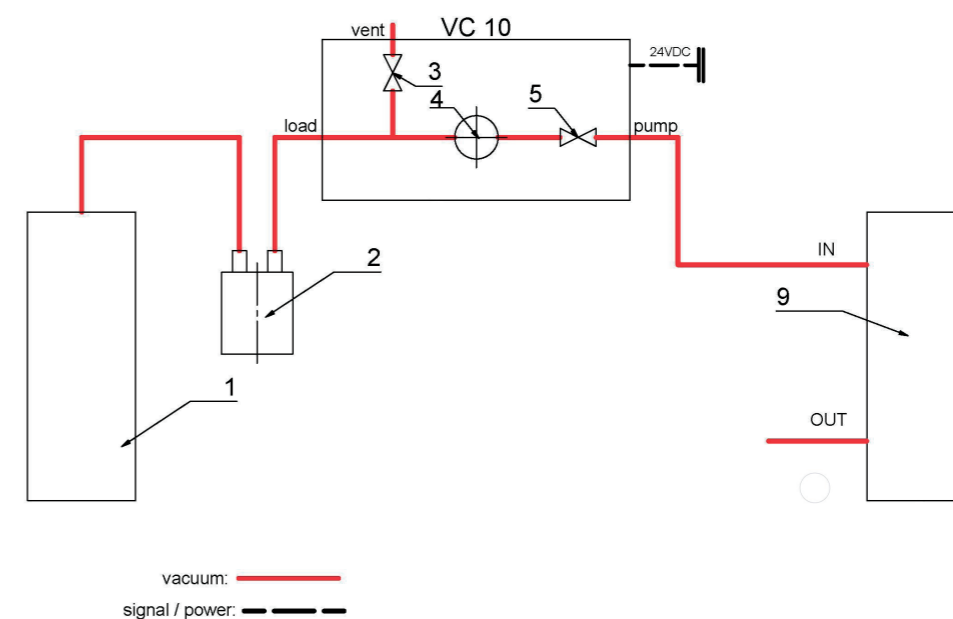 vent
VC 10
24VDC
3
4
5
load
pump
IN
2
9
1
OUT
vacuum:
signal / power: